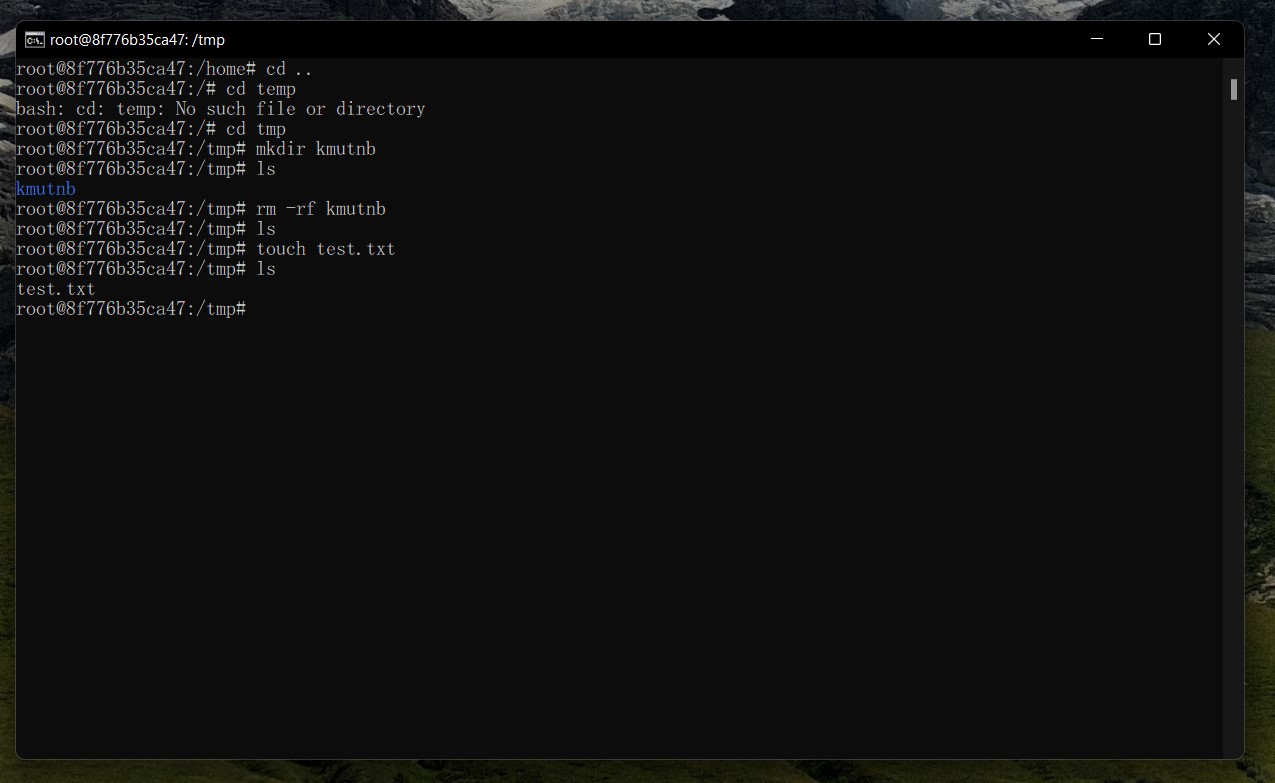 root@8f776b35ca47: /tmp
root@8f776b35ca47:/home# cd ..
root@8f776b35ca47:/# cd temp
bash: cd: temp: No such file or directory
root@8f776b35ca47:/# cd tmp
root@8f776b35ca47:/tmp# mkdir kmutnb
root@8f776b35ca47:/tmp# ls
kmutnb
root@8f776b35ca47:/tmp# rm -rf kmutnb
root@8f776b35ca47:/tmp# ls
root@8f776b35ca47:/tmp# touch test.txt
root@8f776b35ca47:/tmp# ls
test.txt
root@8f776b35ca47:/tmp#